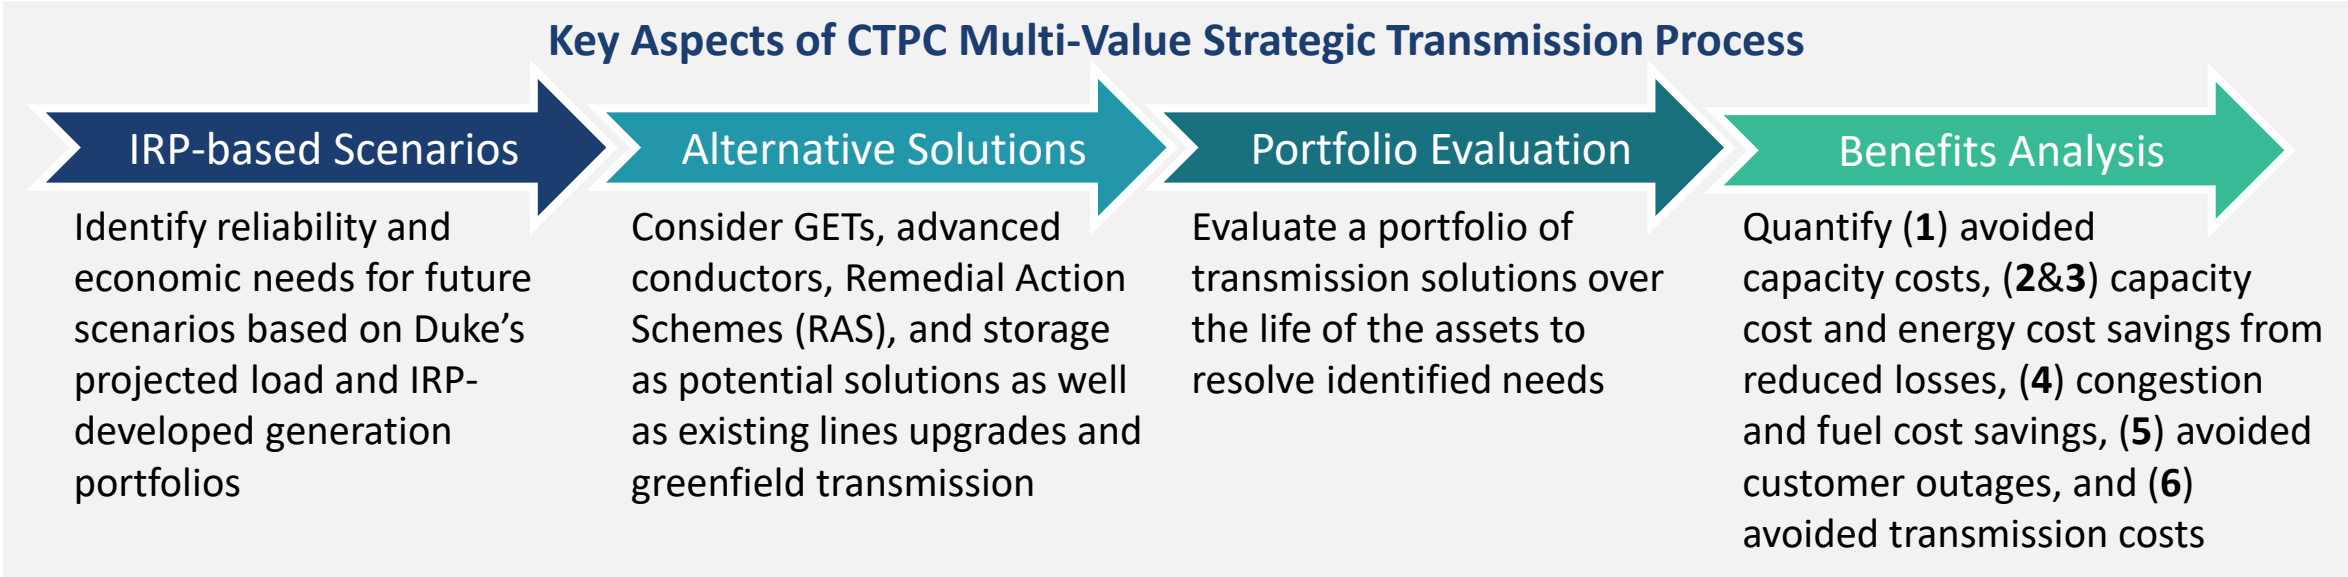 Key Aspects of CTPC Multi-Value Strategic Transmission Process
IRP-based Scenarios
Identify reliability and
economic needs for future
scenarios based on Duke’s
projected load and IRP-
developed generation
portfolios
Alternative Solutions
Consider GETs, advanced
conductors, Remedial Action
Schemes (RAS), and storage
as potential solutions as well
as existing lines upgrades and
greenfield transmission
Portfolio Evaluation
Evaluate a portfolio of
transmission solutions over
the life of the assets to
resolve identified needs
Benefits Analysis
Quantify (1) avoided
capacity costs, (2&3) capacity
cost and energy cost savings from
reduced losses, (4) congestion
and fuel cost savings, (5) avoided
customer outages, and (6)
avoided transmission costs